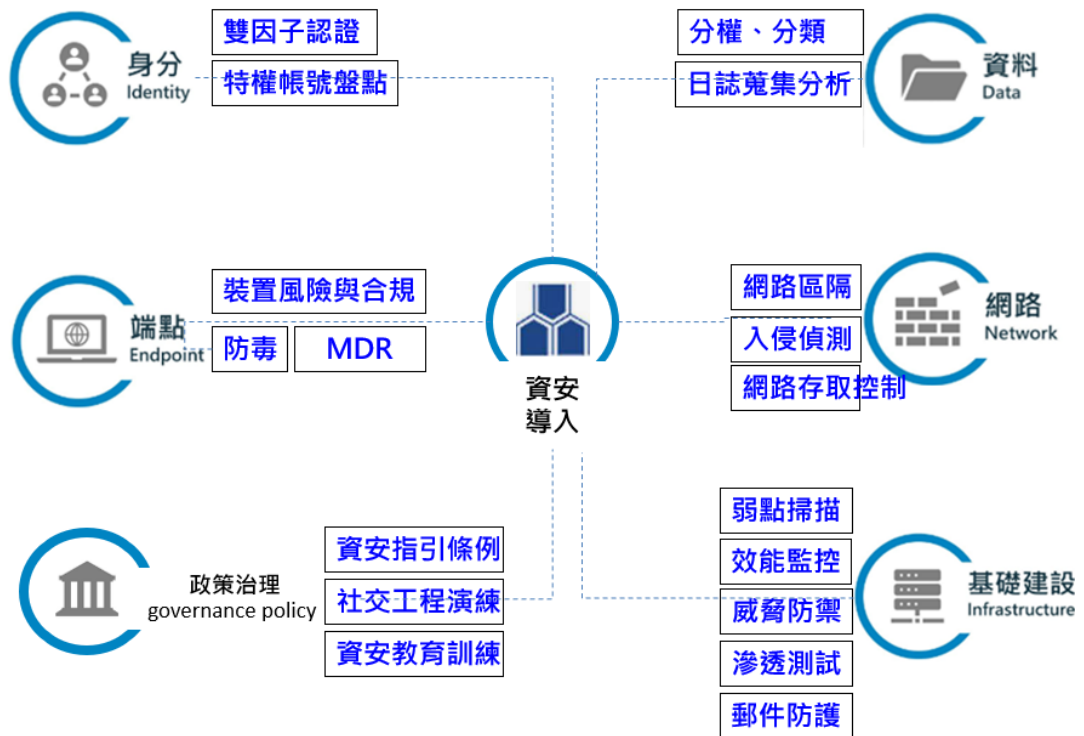 身分
Identity
雙因子認證
特權帳號盤點
分權、分類
日誌蒐集分析
資料
Data
端點
Endpoint
裝置風險與合規
防毒
MDR
資安
導入
網路區隔
入侵偵測
網路存取控制
網路
Network
政策治理
governance policy
資安指引條例
社交工程演練
資安教育訓練
弱點掃描
效能監控
威脅防禦
滲透測試
郵件防護
基礎建設
Infrastructure